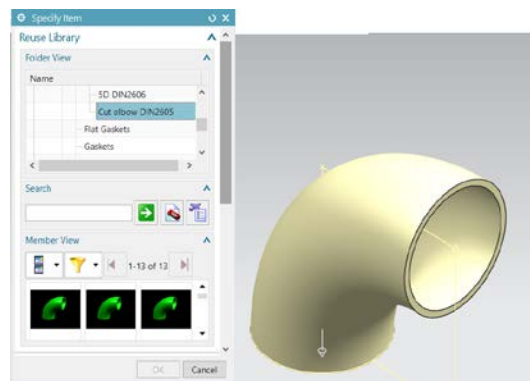 Specify Item
Reuse Library
Folder View
Name
5D DIN2606
Cut elbow DIN2605
Flat Gaskets
Gaskets
Search
Member View
1-13 of 13
OK Cancel